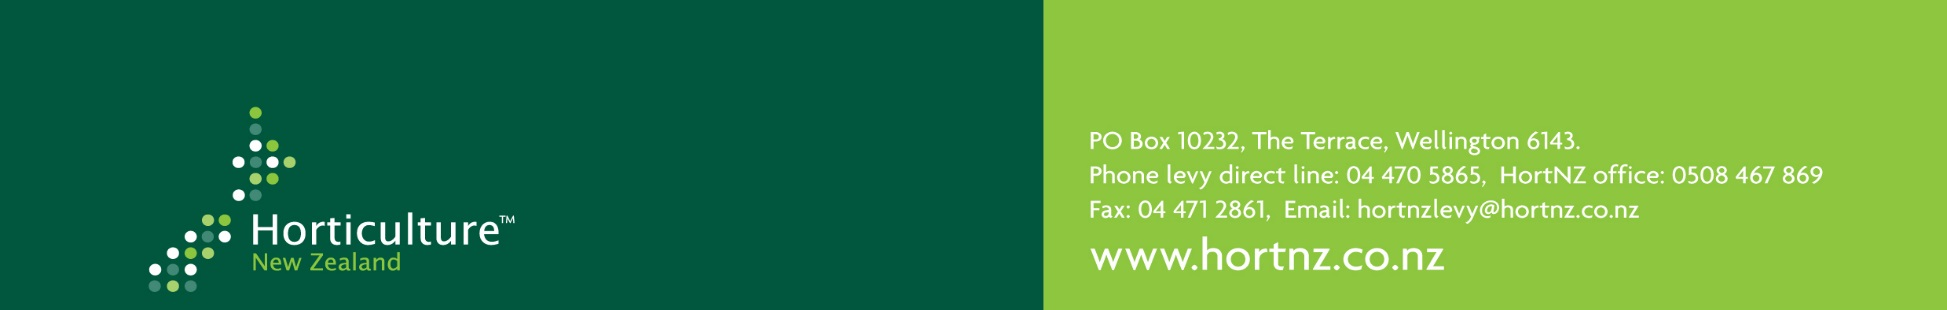 Horticulture™
New Zealand
PO Box 10232, The Terrace, Wellington 6143.
Phone levy direct line: 04 470 5865,  HortNZ office: 0508 467 869
Fax: 04 471 2861,  Email: hortnzlevy@hortnz.co.nz
www.hortnz.co.nz